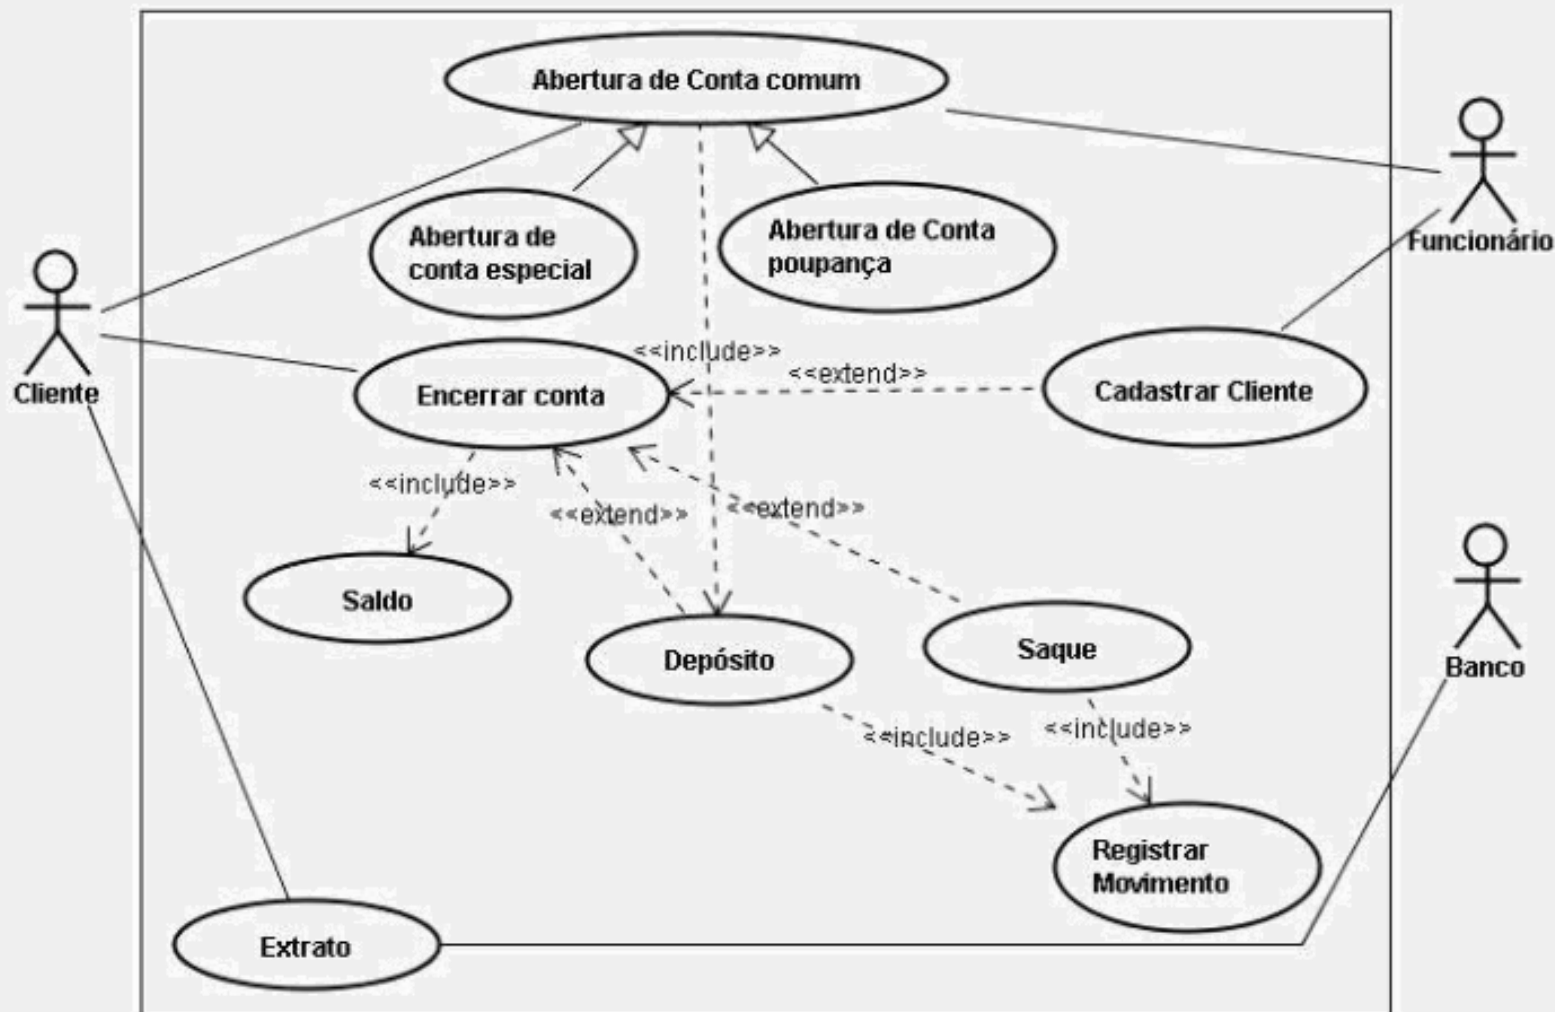 Abertura de Conta comum
Abertura de
conta especial
Abertura de Conta
poupança
Funcionário
Cliente
<<include>>
<<extend>>
Encerrar conta
Cadastrar Cliente
<<include>>
<<extend>>
<<extend>>
Saldo
Depósito
Saque
Banco
<<include>>
<<include>>
Registrar
Movimento
Extrato